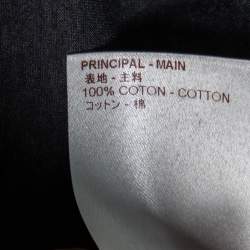 PRINCIPAL - MAIN
表地 - 主料
100% COTON - COTTON
コットン - 棉